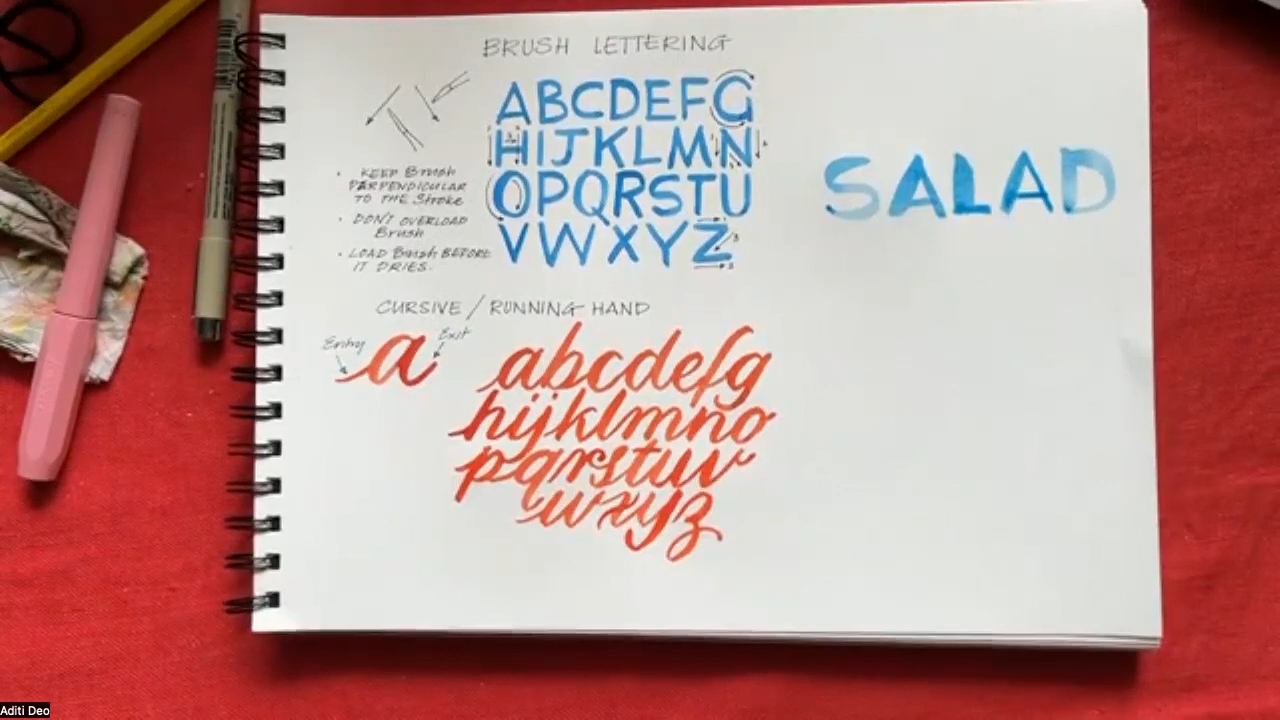 BRUSH LETTERING
ABCDEFG
HIJKLMN
OPQRSTU
VWXYZ
• KEEP Brush
PERPENDICULAR
TO THE Stroke
• DON'T OVERLOAD
Brush
• LOAD Brush BEFORE
IT DRIES.
SALAD
CURSIVE / RUNNING HAND
Entry
a
Exit
abcdefg
hijklmno
pqrstuv
wxyz
Aditi Deo